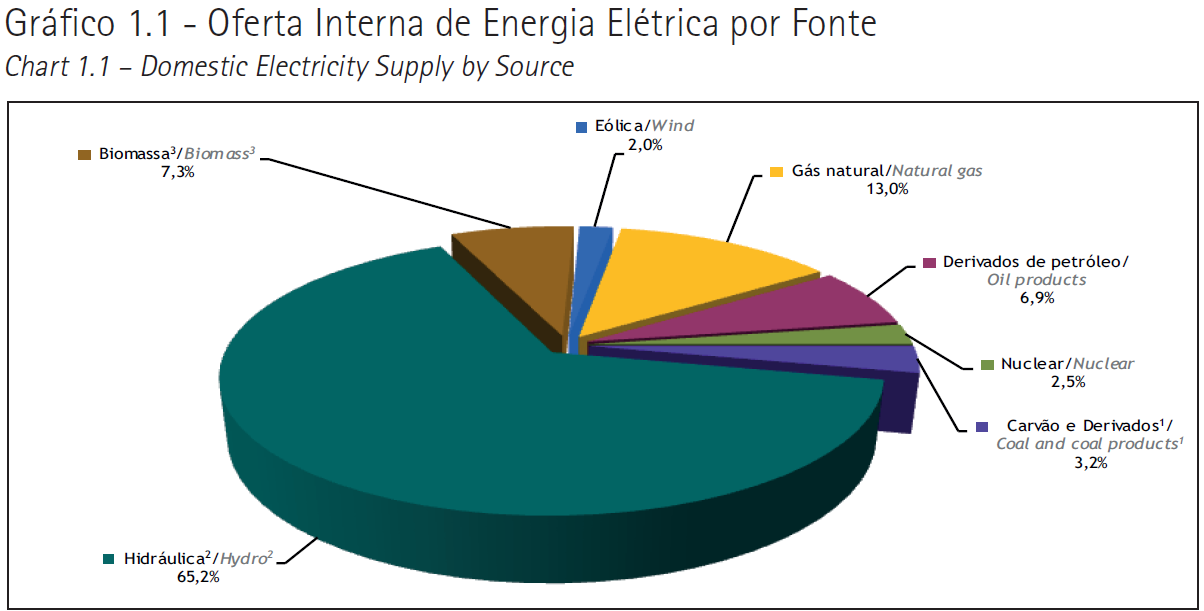 Gráfico 1.1 - Oferta Interna de Energia Elétrica por Fonte
Chart 1.1 – Domestic Electricity Supply by Source
Eólica/Wind
2,0%
Biomassa³/Biomass³
7,3%
Gás natural/Natural gas
13,0%
Derivados de petróleo/
Oil products
6,9%
Nuclear/Nuclear
2,5%
Carvão e Derivados¹/
Coal and coal products¹
3,2%
Hidráulica²/Hydro²
65,2%